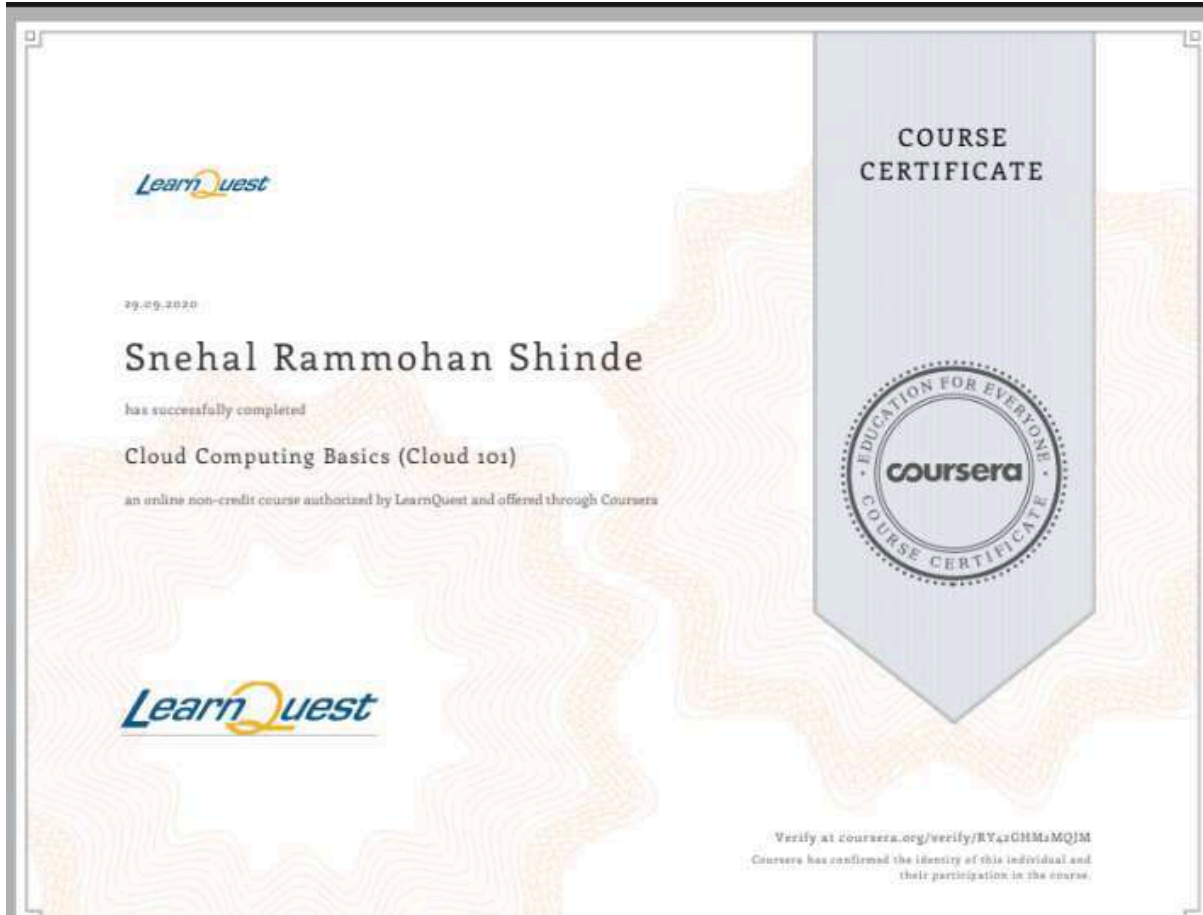 LearnQuest
COURSE
CERTIFICATE
29.09.2020
Snehal Rammohan Shinde
has successfully completed
Cloud Computing Basics (Cloud 101)
an online non-credit course authorized by LearnQuest and offered through Coursera
EDUCATION FOR EVERYONE
coursera
COURSE CERTIFICATE
LearnQuest
Verify at coursera.org/verify/RY42GHM2MQJM
Coursera has confirmed the identity of this individual and
their participation in the course.